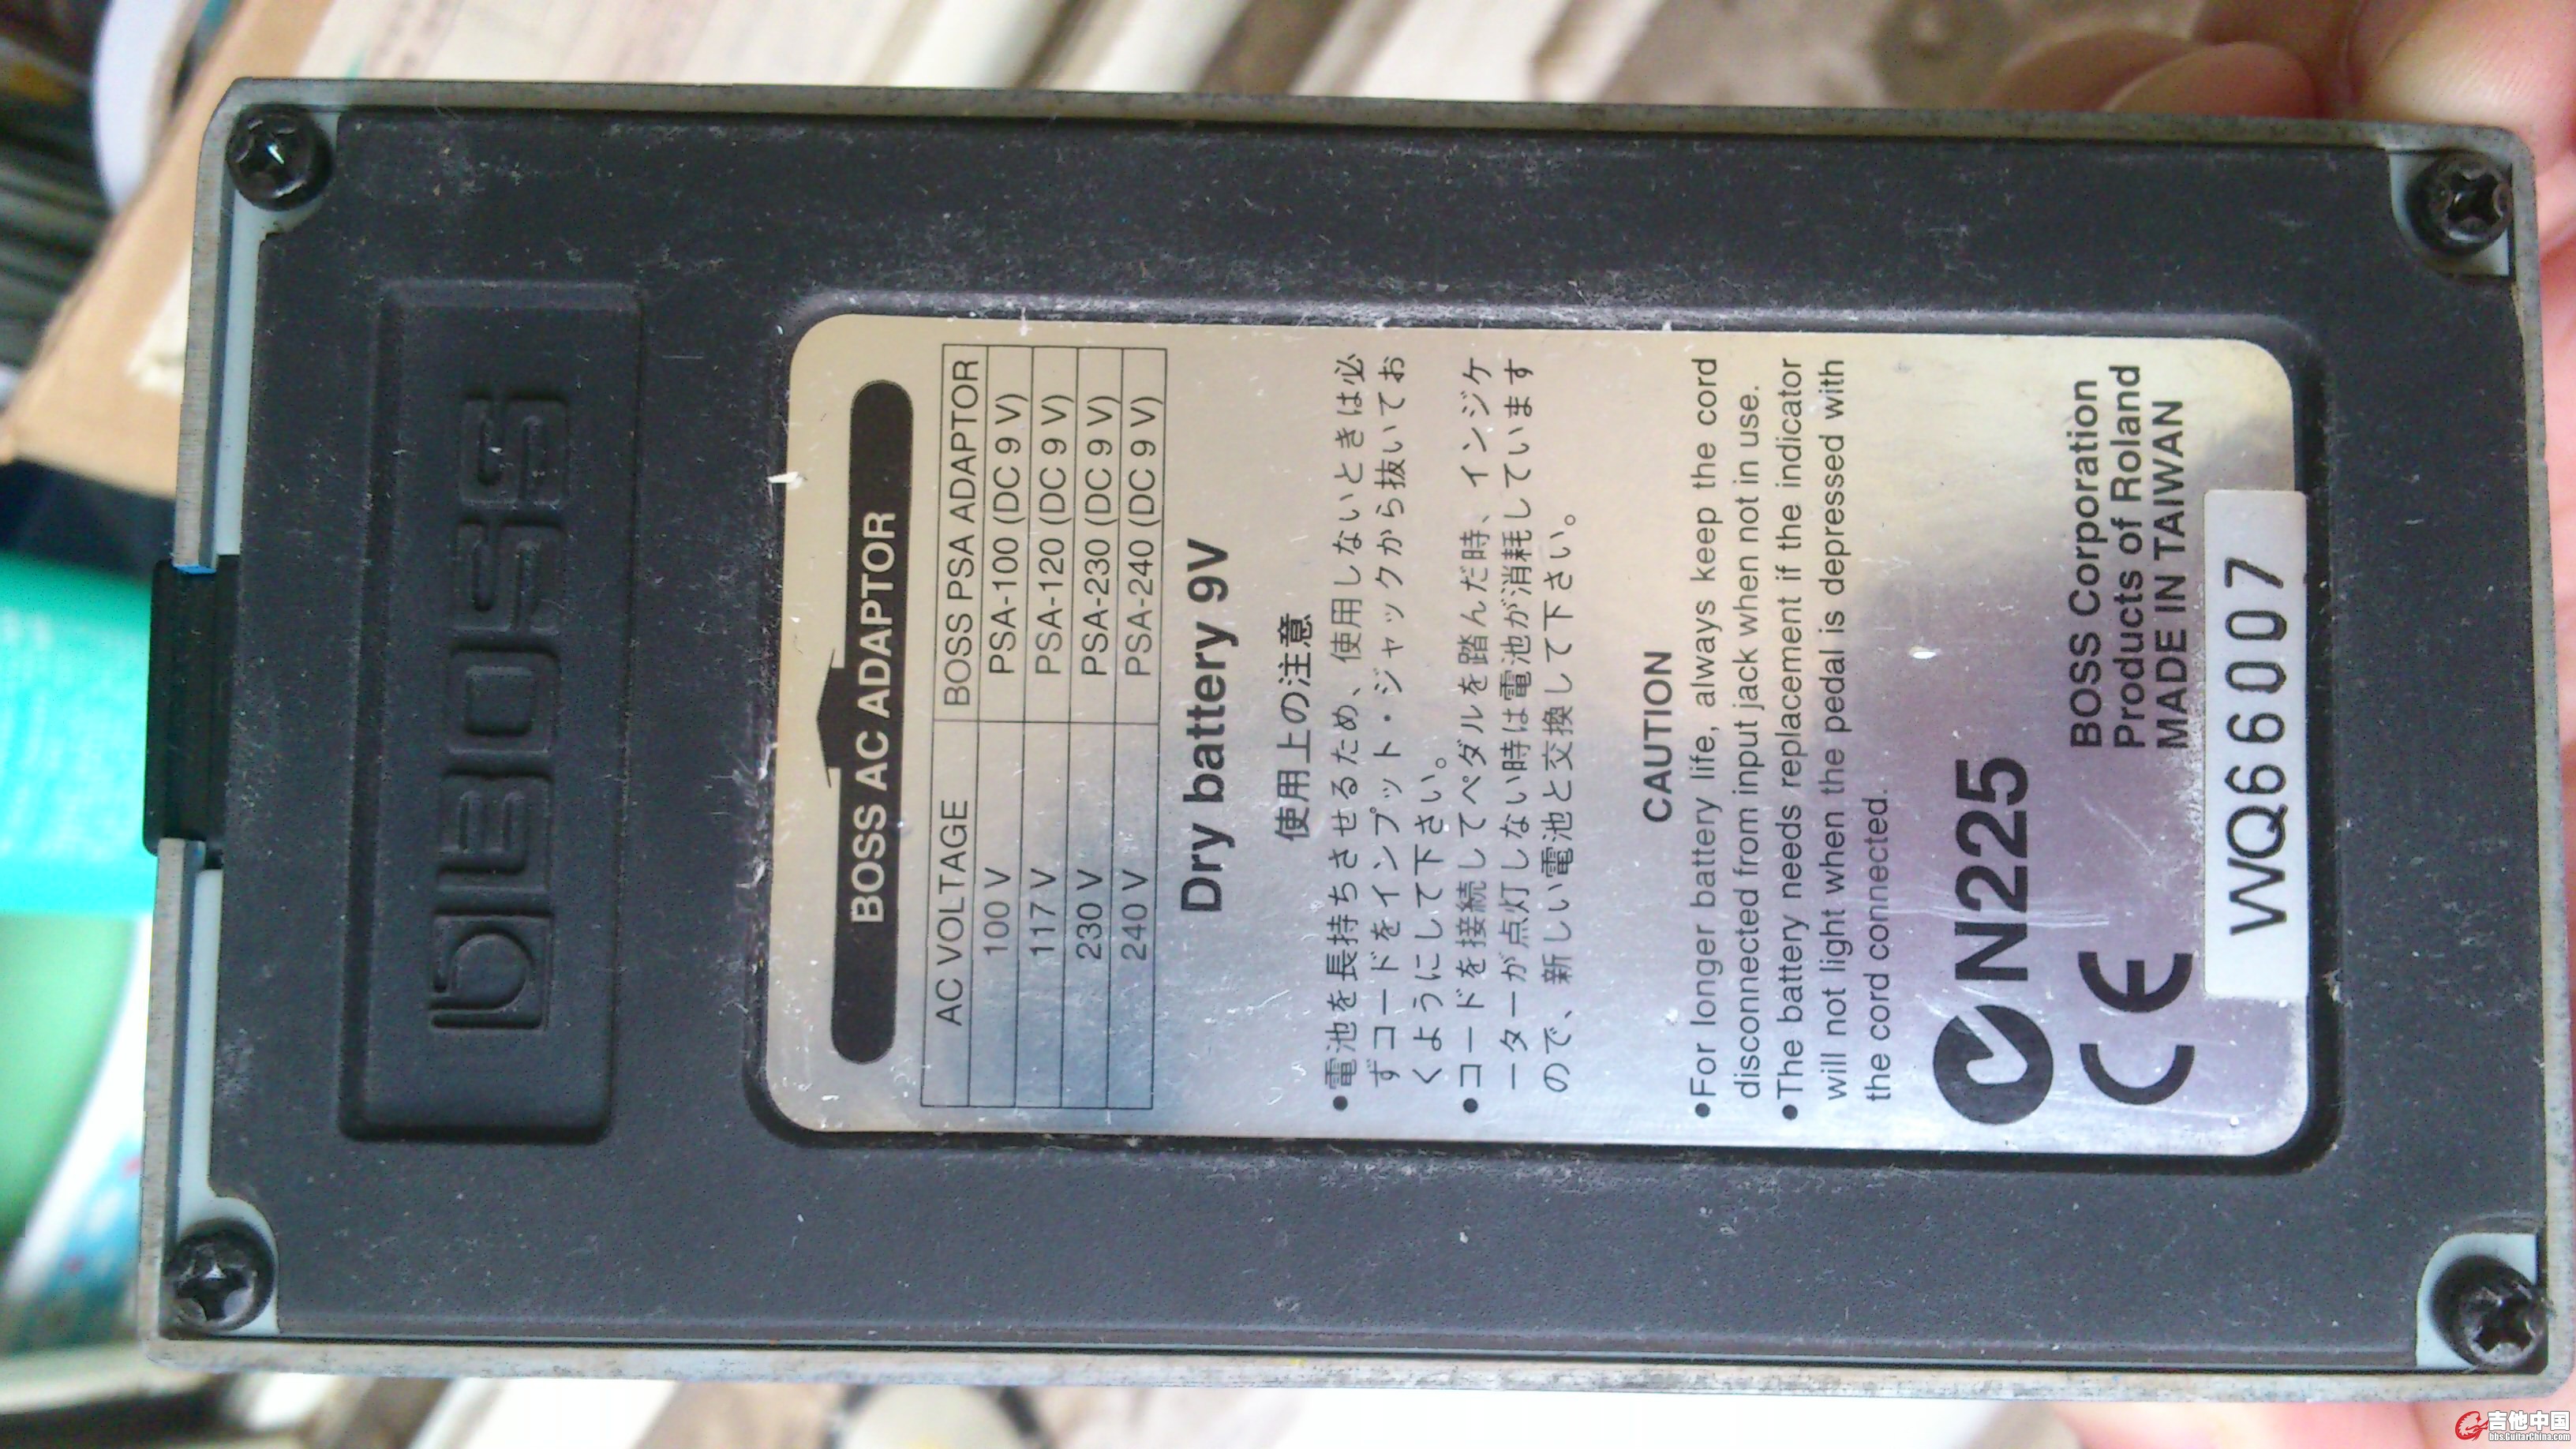 BOSS
BOSS AC ADAPTOR
AC VOLTAGE BOSS PSA ADAPTOR
100 V PSA-100 (DC 9 V)
117 V PSA-120 (DC 9 V)
230 V PSA-230 (DC 9 V)
240 V PSA-240 (DC 9 V)
Dry battery 9V
使用上の注意
•電池を長持ちさせるため、使用しないときは必
ずコードをインプット・ジャックから抜いてお
くようにして下さい。
•コードを接続してペダルを踏んだ時、インジケ
ーターが点灯しない時は電池が消耗しています
ので、新しい電池と交換して下さい。
CAUTION
•For longer battery life, always keep the cord
disconnected from input jack when not in use.
•The battery needs replacement if the indicator
will not light when the pedal is depressed with
the cord connected.
N225
CE
BOSS Corporation
Products of Roland
MADE IN TAIWAN
WQ66007
吉他中国
bbs.GuitarChina.com